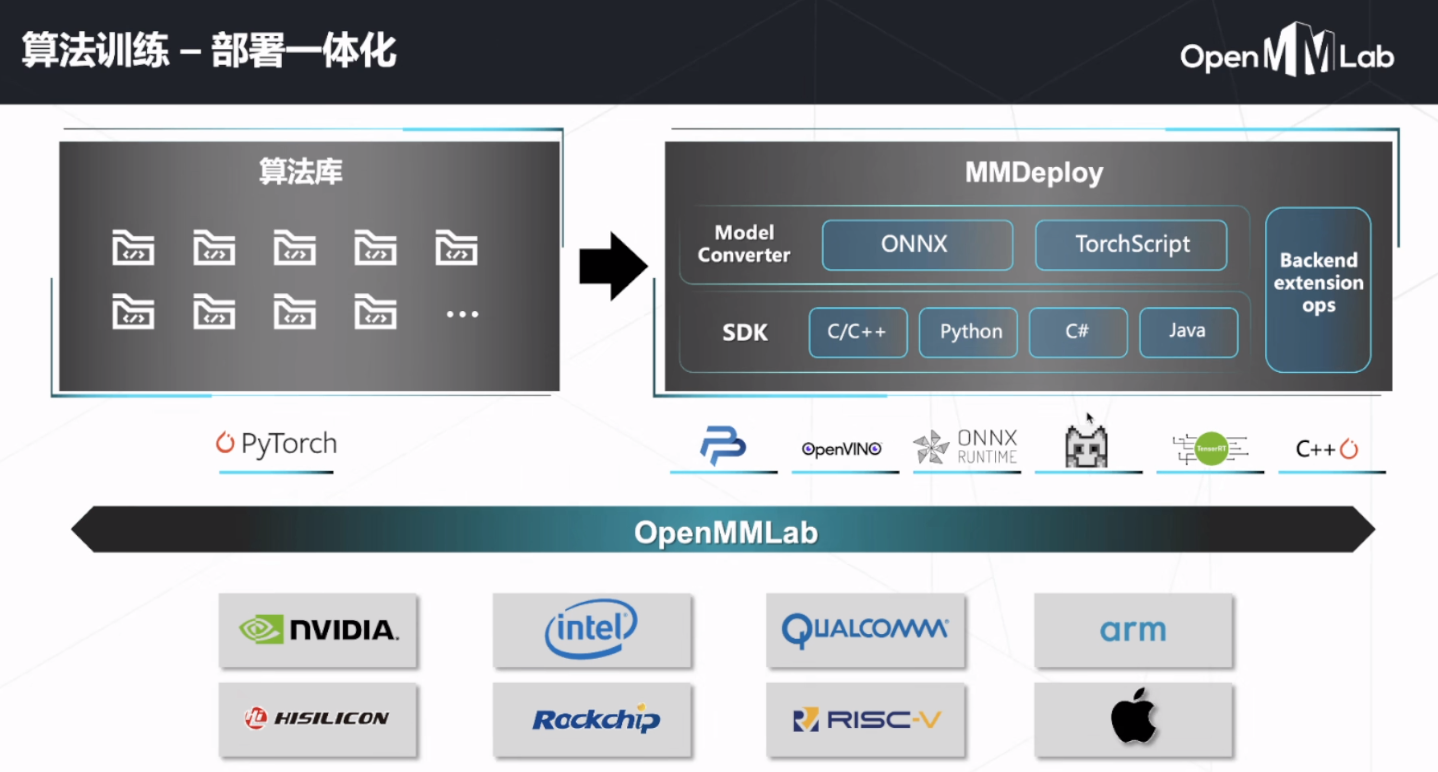 算法训练 – 部署一体化
OpenMMLab
算法库
MMDeploy
Model
Converter
ONNX
TorchScript
Backend
extension
ops
SDK
C/C++
Python
C#
Java
PyTorch
OpenVINO
ONNX
RUNTIME
TensorRT
C++
OpenMMLab
NVIDIA.
intel
QUALCOMM
arm
HISILICON
Rockchip
RISC-V